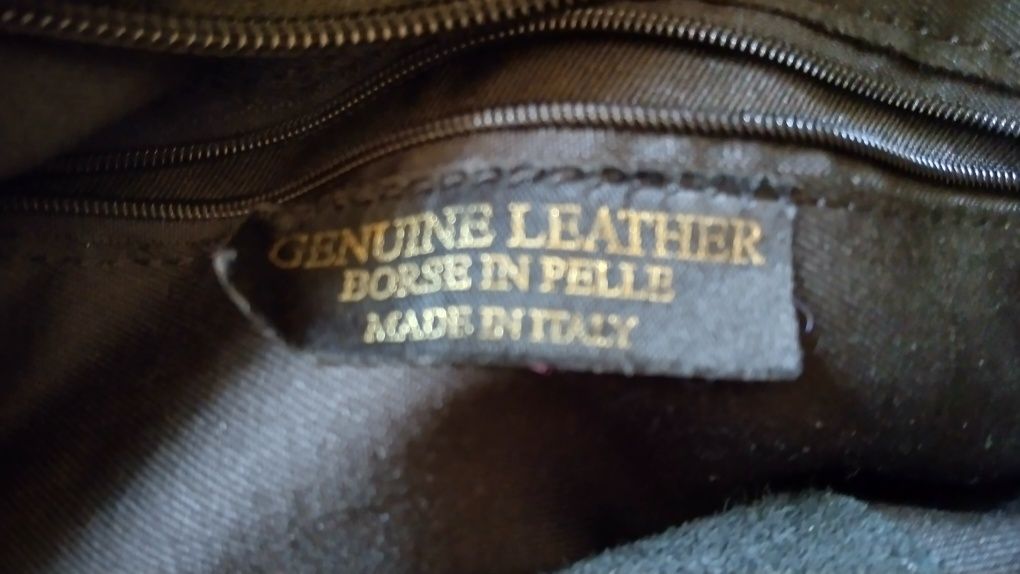 GENUINE LEATHER
BORSE IN PELLE
MADE IN ITALY